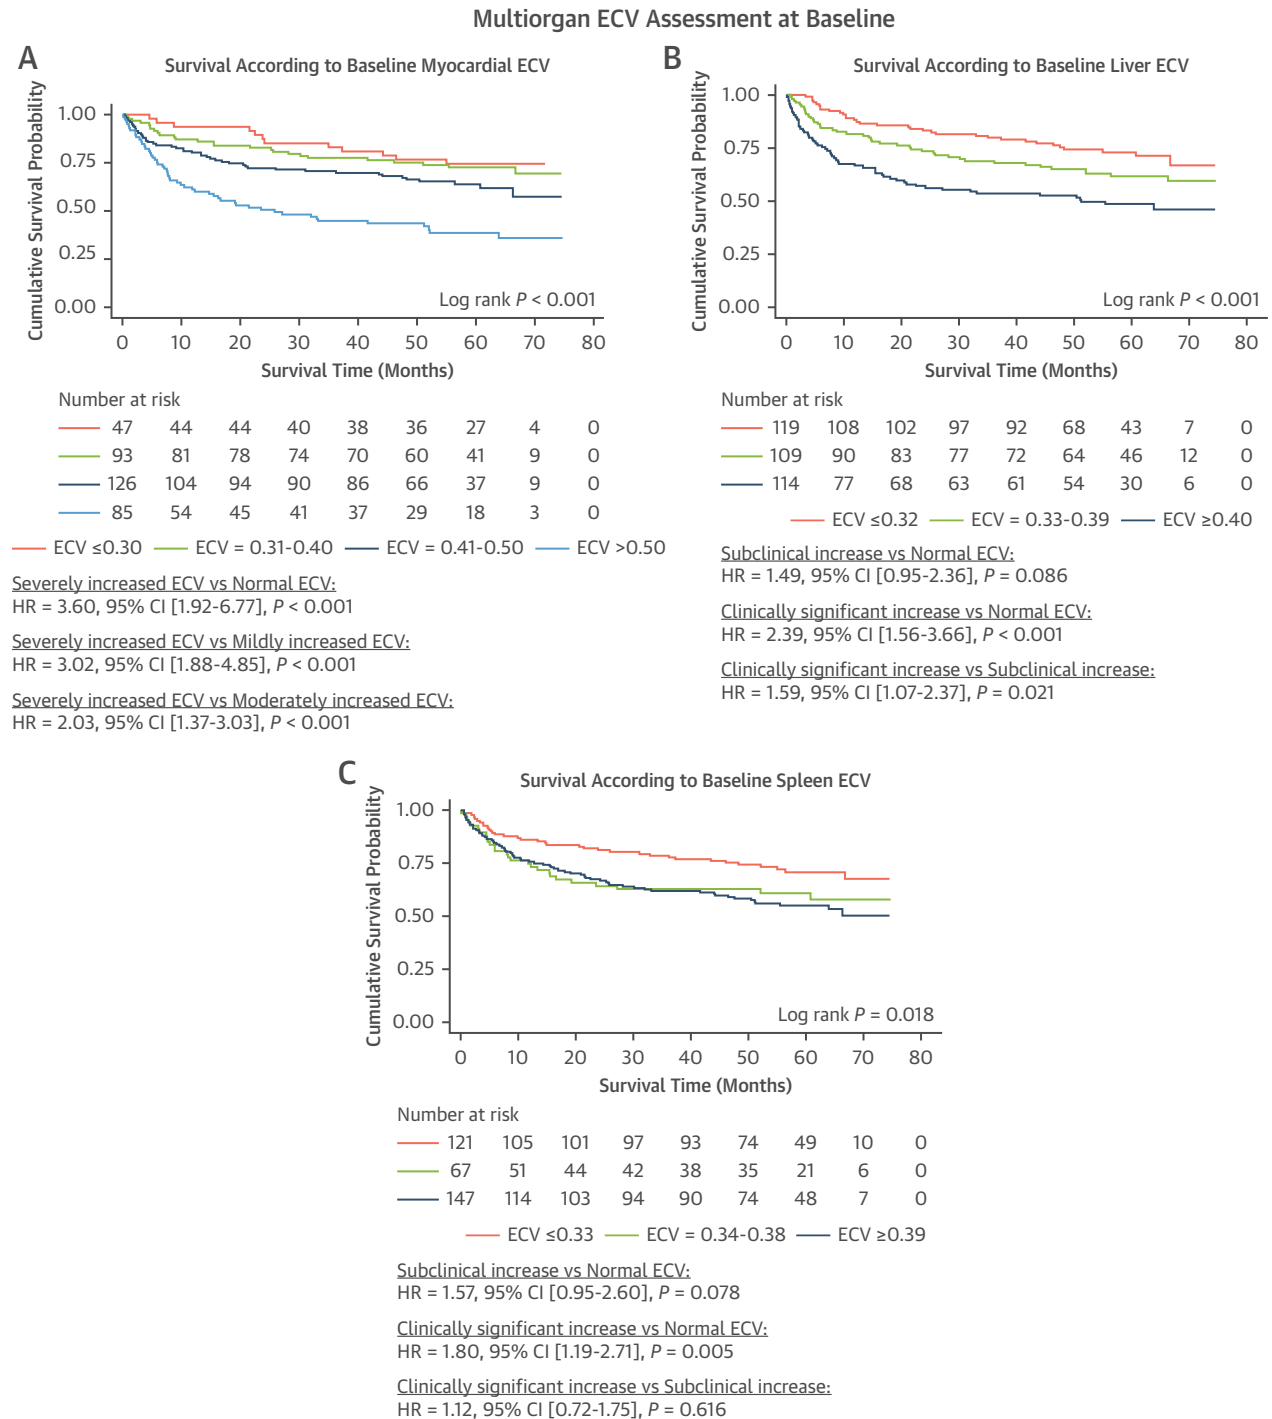 Multiorgan ECV Assessment at Baseline
A
Survival According to Baseline Myocardial ECV
Cumulative Survival Probability
1.00
0.75
0.50
0.25
0.00
Log rank P < 0.001
0 10 20 30 40 50 60 70 80
Survival Time (Months)
Number at risk
47 44 44 40 38 36 27 4 0
93 81 78 74 70 60 41 9 0
126 104 94 90 86 66 37 9 0
85 54 45 41 37 29 18 3 0
ECV ≤0.30 ECV = 0.31-0.40 ECV = 0.41-0.50 ECV >0.50
Severely increased ECV vs Normal ECV:
HR = 3.60, 95% CI [1.92-6.77], P < 0.001
Severely increased ECV vs Mildly increased ECV:
HR = 3.02, 95% CI [1.88-4.85], P < 0.001
Severely increased ECV vs Moderately increased ECV:
HR = 2.03, 95% CI [1.37-3.03], P < 0.001
B
Survival According to Baseline Liver ECV
Cumulative Survival Probability
1.00
0.75
0.50
0.25
0.00
Log rank P < 0.001
0 10 20 30 40 50 60 70 80
Survival Time (Months)
Number at risk
119 108 102 97 92 68 43 7 0
109 90 83 77 72 64 46 12 0
114 77 68 63 61 54 30 6 0
ECV ≤0.32 ECV = 0.33-0.39 ECV ≥0.40
Subclinical increase vs Normal ECV:
HR = 1.49, 95% CI [0.95-2.36], P = 0.086
Clinically significant increase vs Normal ECV:
HR = 2.39, 95% CI [1.56-3.66], P < 0.001
Clinically significant increase vs Subclinical increase:
HR = 1.59, 95% CI [1.07-2.37], P = 0.021
C
Survival According to Baseline Spleen ECV
Cumulative Survival Probability
1.00
0.75
0.50
0.25
0.00
Log rank P = 0.018
0 10 20 30 40 50 60 70 80
Survival Time (Months)
Number at risk
121 105 101 97 93 74 49 10 0
67 51 44 42 38 35 21 6 0
147 114 103 94 90 74 48 7 0
ECV ≤0.33 ECV = 0.34-0.38 ECV ≥0.39
Subclinical increase vs Normal ECV:
HR = 1.57, 95% CI [0.95-2.60], P = 0.078
Clinically significant increase vs Normal ECV:
HR = 1.80, 95% CI [1.19-2.71], P = 0.005
Clinically significant increase vs Subclinical increase:
HR = 1.12, 95% CI [0.72-1.75], P = 0.616